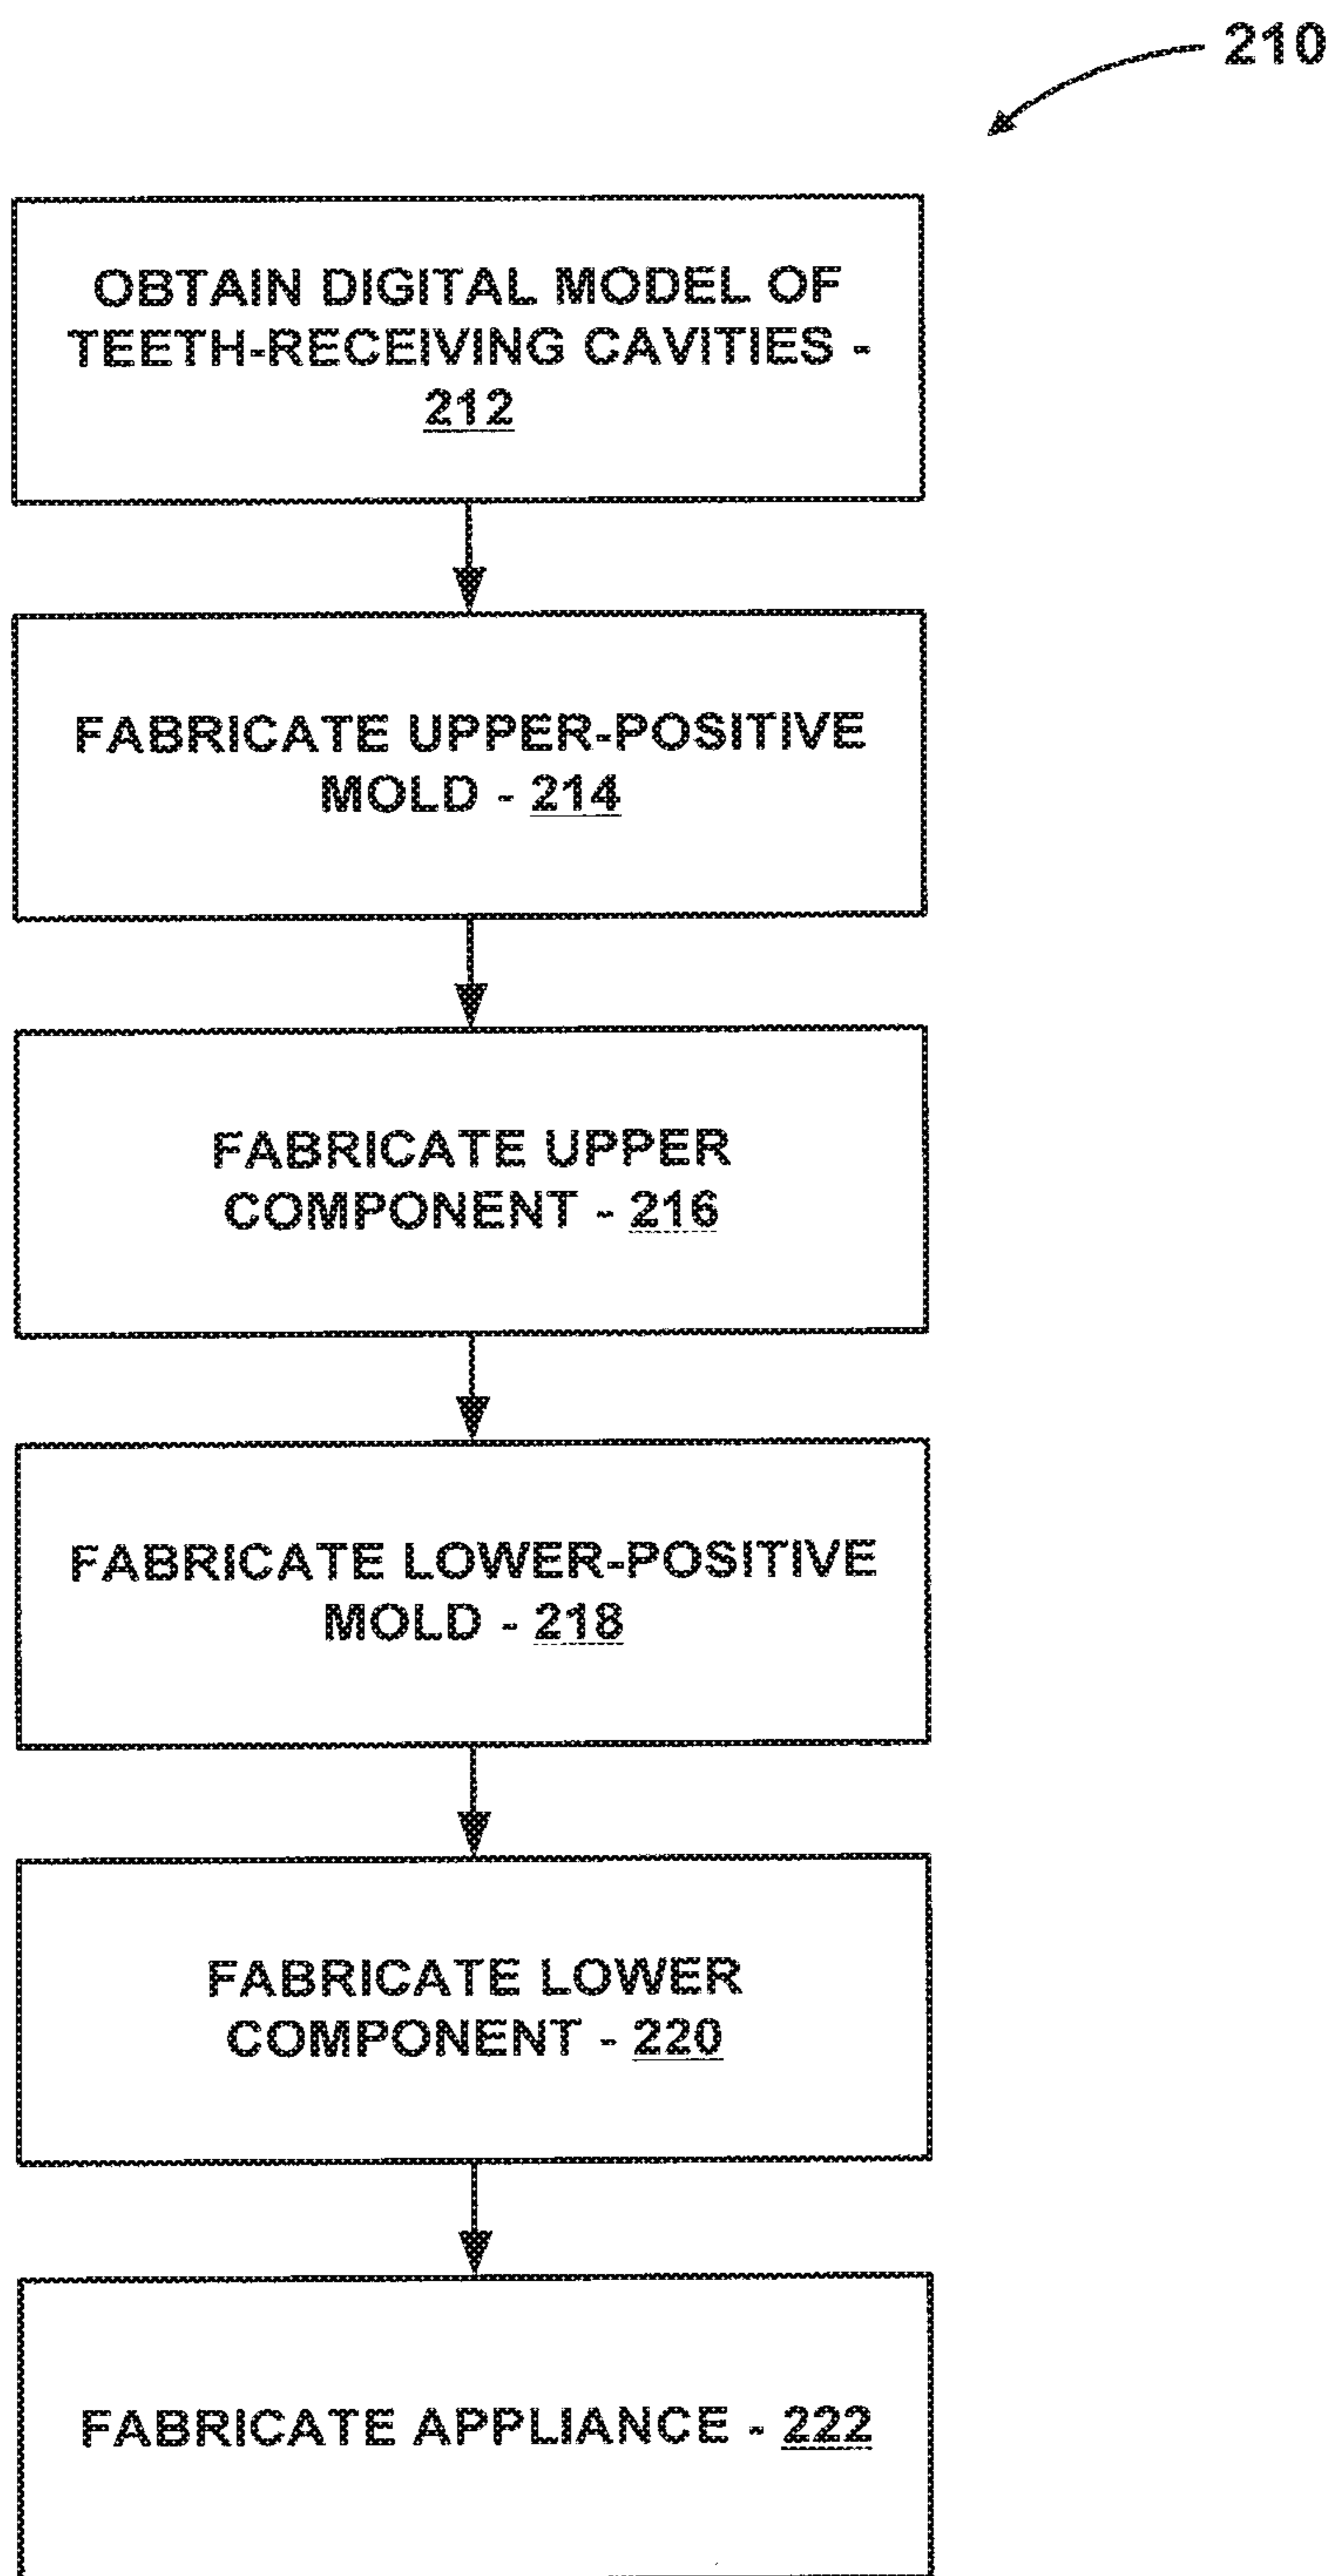 210
OBTAIN DIGITAL MODEL OF
TEETH-RECEIVING CAVITIES -
212
FABRICATE UPPER-POSITIVE
MOLD - 214
FABRICATE UPPER
COMPONENT - 216
FABRICATE LOWER-POSITIVE
MOLD - 218
FABRICATE LOWER
COMPONENT - 220
FABRICATE APPLIANCE - 222